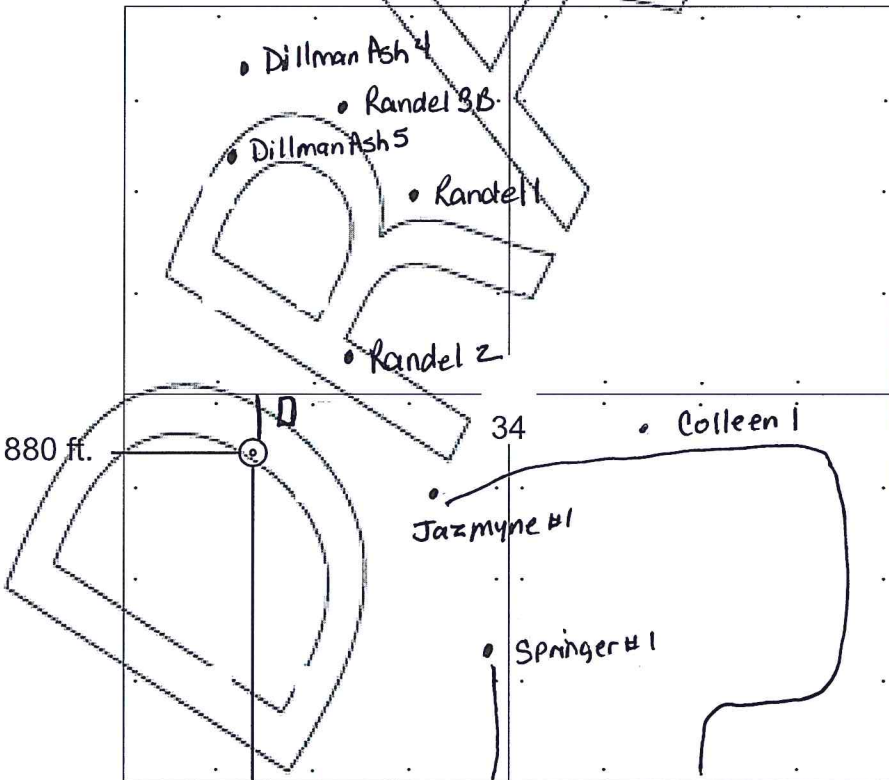 Dillman Ash 4
Randel 3B
Dillman Ash 5
Randel 1
Randel 2
34
Colleen 1
880 ft.
Jazmyne #1
Springer #1